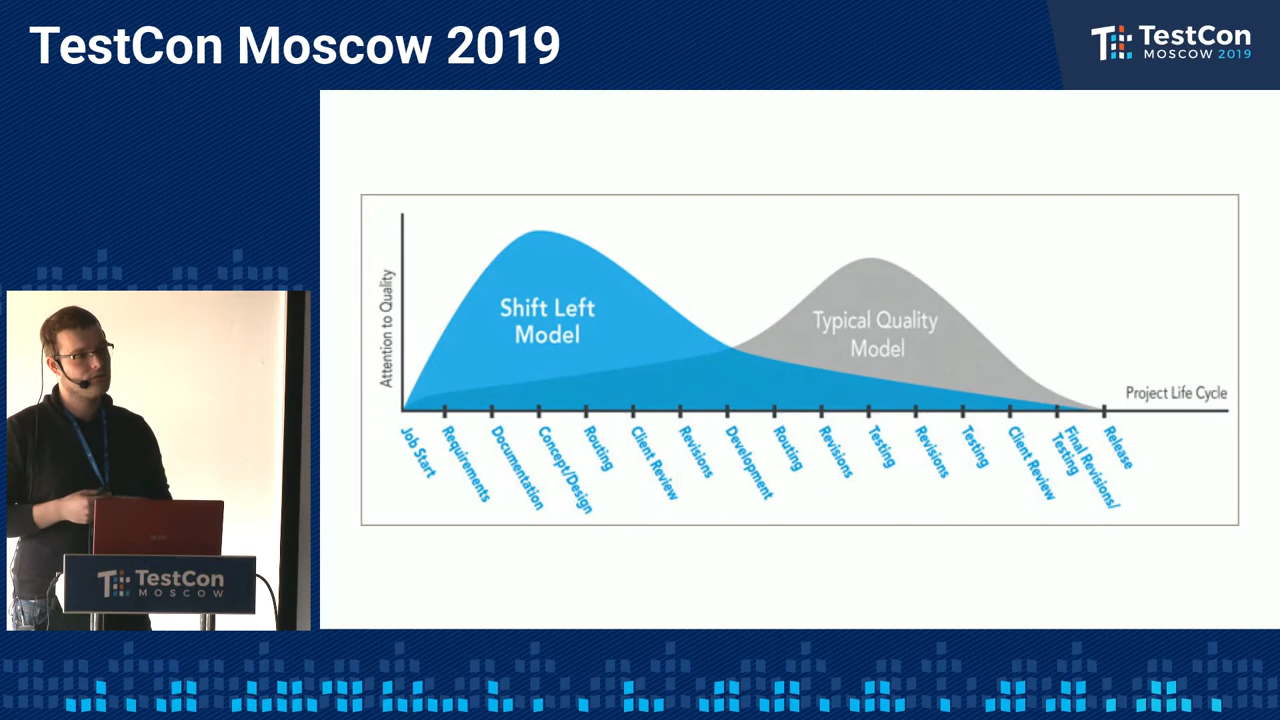 TestCon Moscow 2019
TestCon
MOSCOW 2019
Attention to Quality
Shift Left
Model
Typical Quality
Model
Project Life Cycle
Job Start
Requirements
Documentation
Concept/Design
Routing
Client Review
Revisions
Development
Routing
Revisions
Testing
Revisions
Testing
Client Review
Final Revisions/
Testing
Release
TestCon
MOSCOW